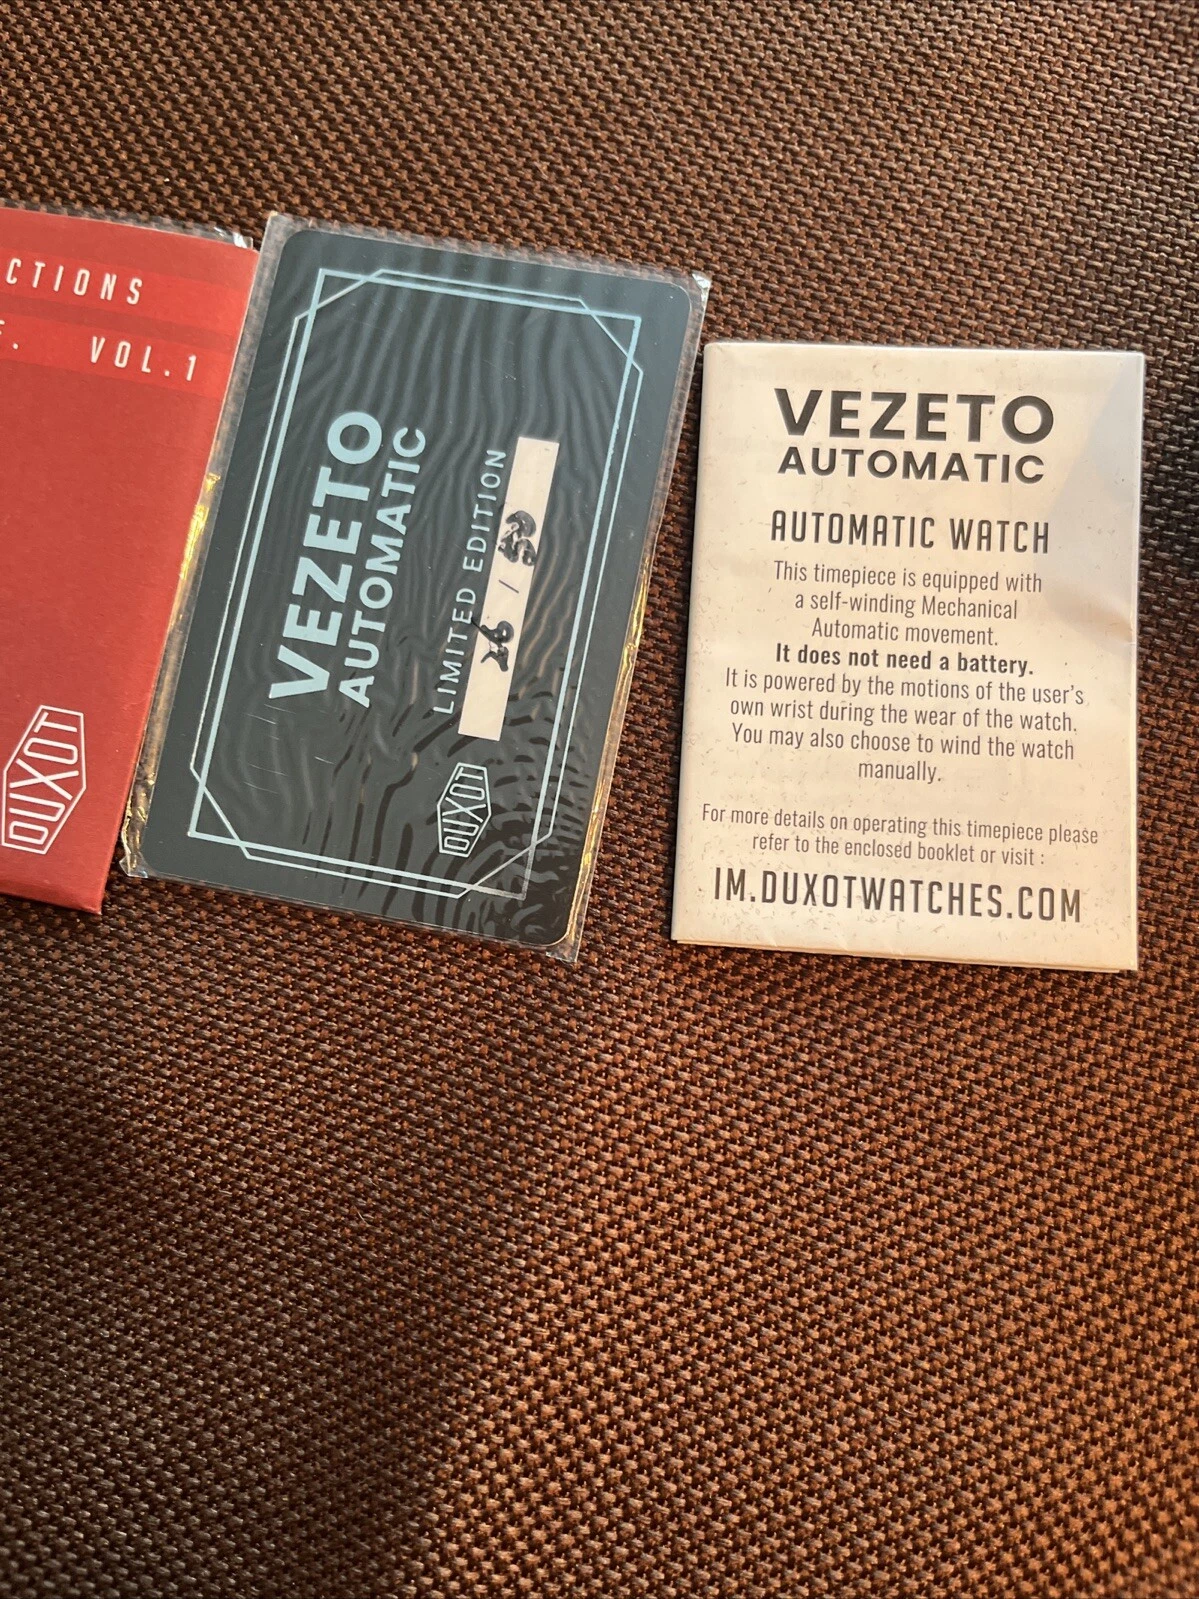 CTIONS
E. VOL.1
DUXOT
VEZETO
AUTOMATIC
LIMITED EDITION
26 /
DUXOT
VEZETO
AUTOMATIC
AUTOMATIC WATCH
This timepiece is equipped with
a self-winding Mechanical
Automatic movement.
It does not need a battery.
It is powered by the motions of the user's
own wrist during the wear of the watch.
You may also choose to wind the watch
manually.
For more details on operating this timepiece please
refer to the enclosed booklet or visit :
IM.DUXOTWATCHES.COM